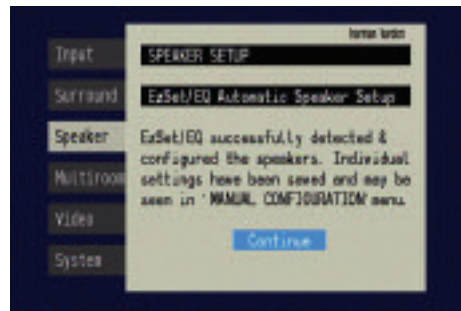 harman kardon
Input
SPEAKER SETUP
Surround
EzSet/EQ Automatic Speaker Setup
Speaker
EzSet/EQ successfully detected &
configured the speakers. Individual
Multiroom
settings have been saved and may be
seen in 'MANUAL CONFIGURATION' menu.
Video
Continue
System